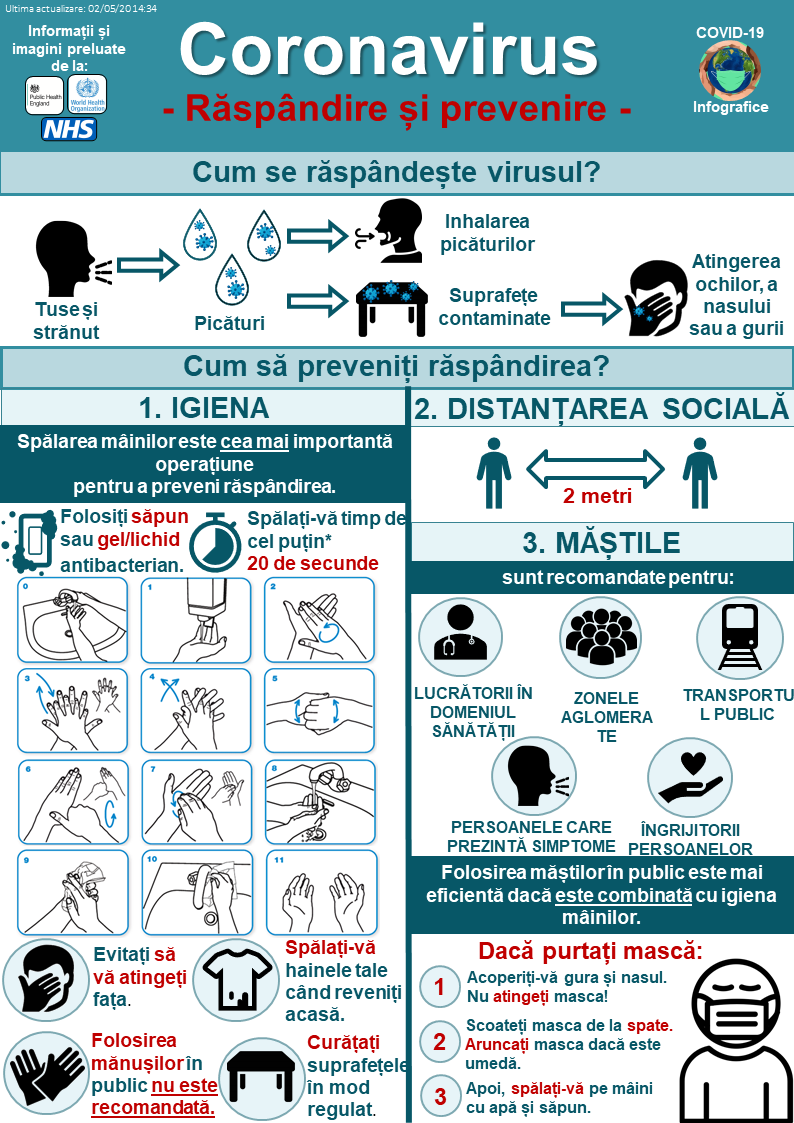 Ultima actualizare: 02/05/20 14:34
Informații și
imagini preluate
de la:
Public Health
England
World Health
Organization
NHS
Coronavirus
- Răspândire și prevenire -
COVID-19
Infografice
Cum se răspândește virusul?
Tuse și
strănut
Picături
Inhalarea
picăturilor
Suprafețe
contaminate
Atingerea
ochilor, a
nasului
sau a gurii
Cum să preveniți răspândirea?
1. IGIENA
Spălarea mâinilor este cea mai importantă
operațiune
pentru a preveni răspândirea.
Folosiți săpun
sau gel/lichid
antibacterian.
Spălați-vă timp de
cel puțin*
20 de secunde
0
1
2
3
4
5
6
7
8
9
10
11
Evitați să
vă atingeți
fața.
Spălați-vă
hainele tale
când reveniți
acasă.
Folosirea
mănușilor în
public nu este
recomandată.
Curățați
suprafețele
în mod
regulat.
2. DISTANȚAREA SOCIALĂ
2 metri
3. MĂȘTILE
sunt recomandate pentru:
LUCRĂTORII ÎN
DOMENIUL
SĂNĂTĂȚII
ZONELE
AGLOMERA
TE
TRANSPORTU
L PUBLIC
PERSOANELE CARE
PREZINTĂ SIMPTOME
ÎNGRIJITORII
PERSOANELOR
Folosirea măștilor în public este mai
eficientă dacă este combinată cu igiena
mâinilor.
Dacă purtați mască:
1
Acoperiți-vă gura și nasul.
Nu atingeți masca!
2
Scoateți masca de la spate.
Aruncați masca dacă este
umedă.
3
Apoi, spălați-vă pe mâini
cu apă și săpun.